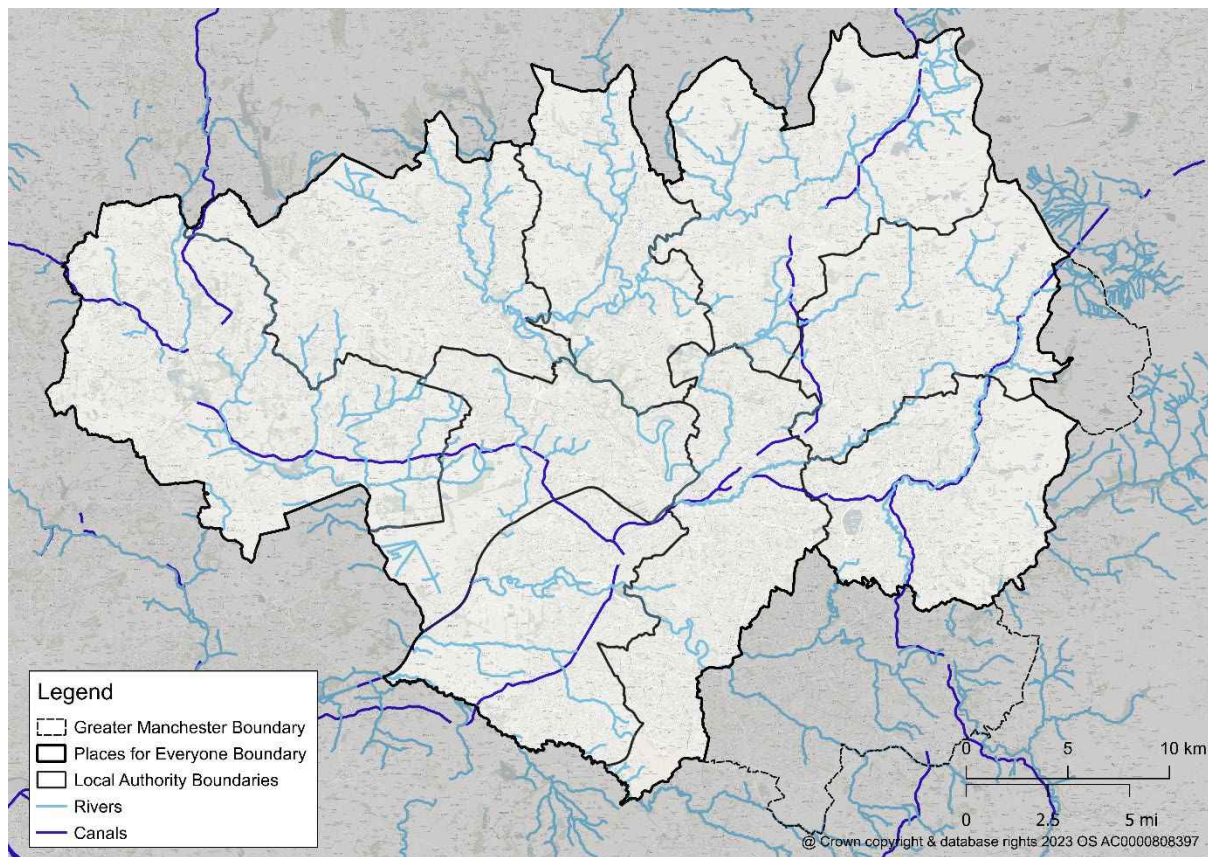 Legend
Greater Manchester Boundary
Places for Everyone Boundary
Local Authority Boundaries
Rivers
Canals
0 5 10 km
0 2.5 5 mi
@ Crown copyright & database rights 2023 OS AC0000808397